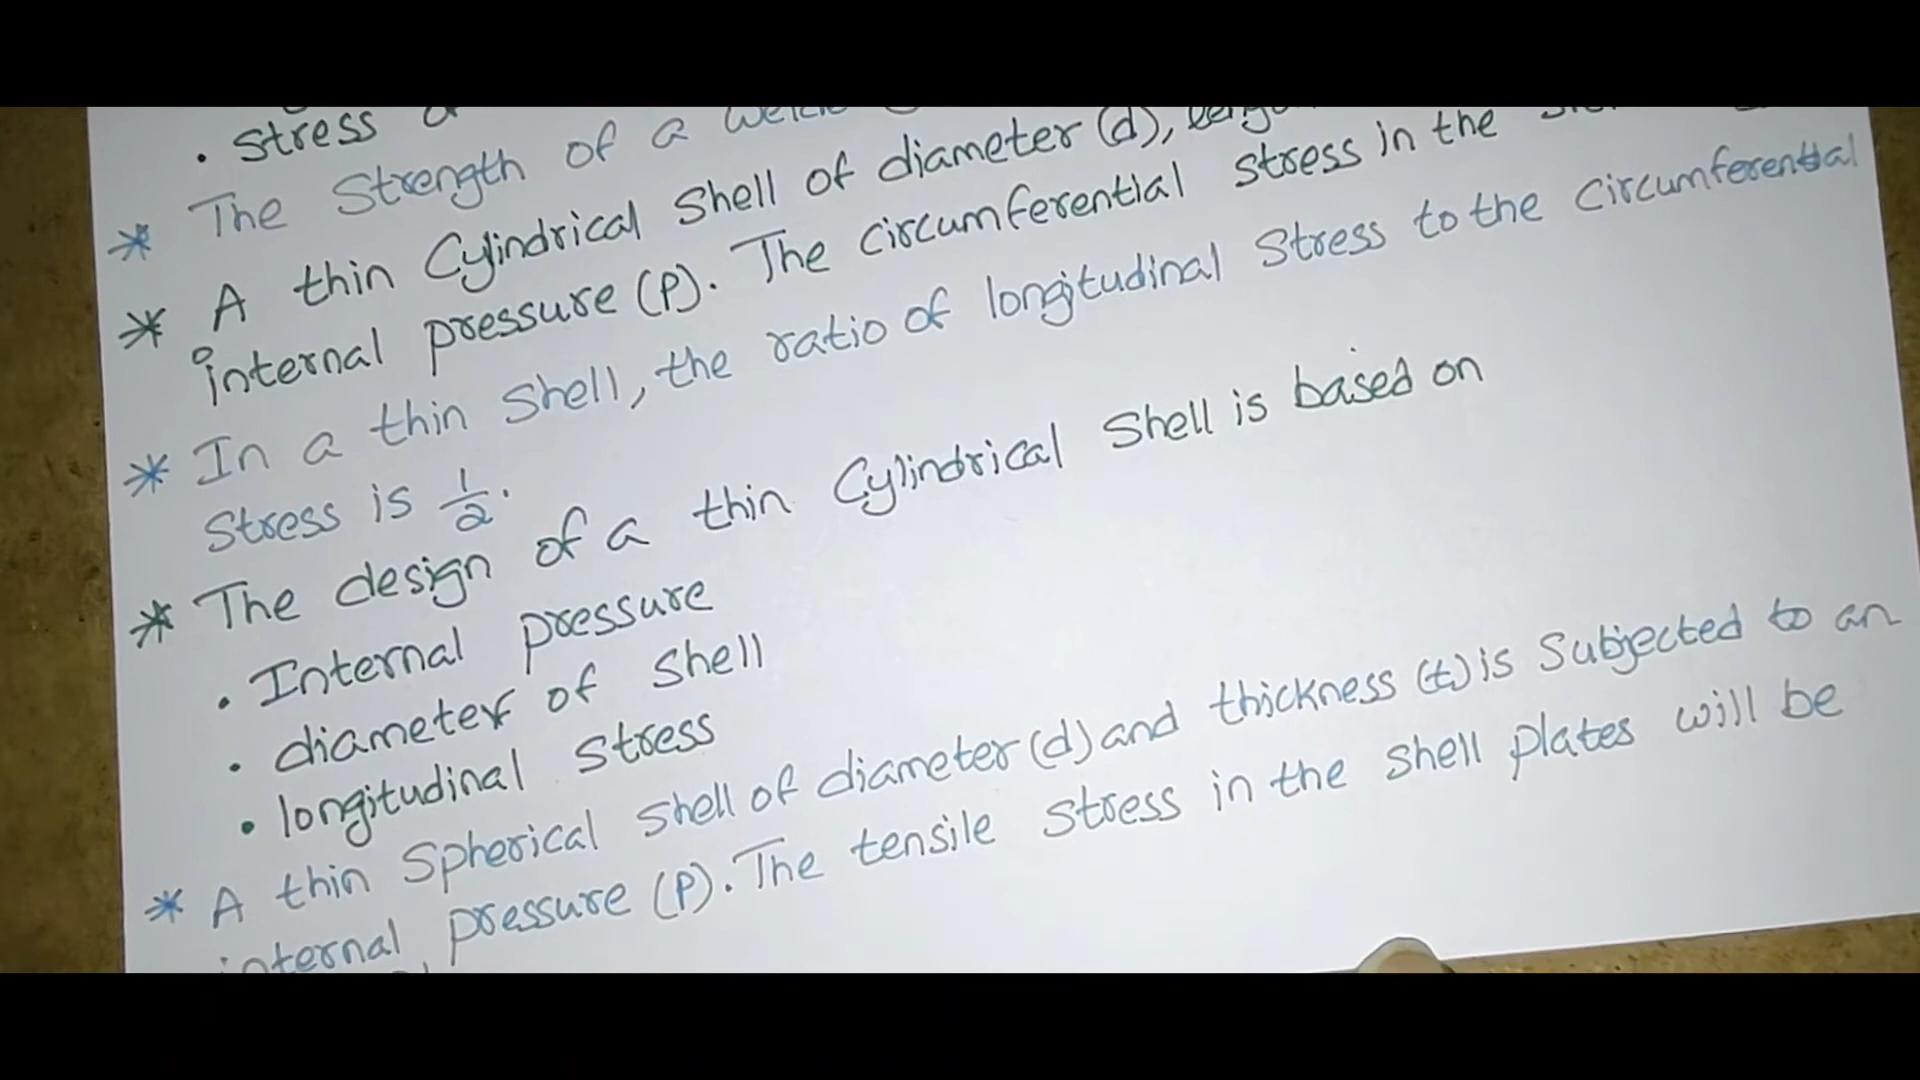 • Stress
* The Strength of a
* A thin Cylindrical Shell of diameter (d),
internal pressure (P). The circumferential stress in the
* In a thin Shell, the ratio of longitudinal Stress to the circumferential
Stress is 1/2.
* The design of a thin Cylindrical Shell is based on
• Internal pressure
• diameter of Shell
• longitudinal Stress
* A thin Spherical Shell of diameter (d) and thickness (t) is Subjected to an
internal pressure (P). The tensile Stress in the Shell plates will be